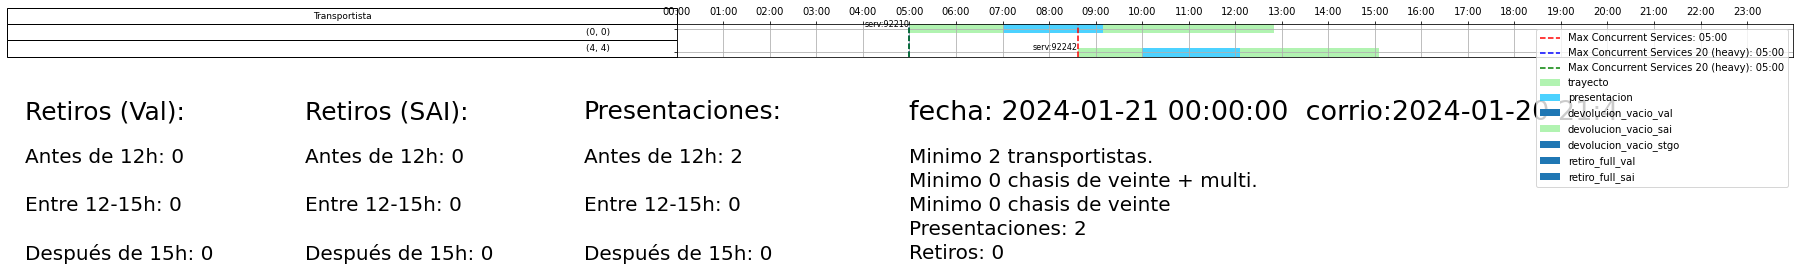 Transportista
00:00 01:00 02:00 03:00 04:00 05:00 06:00 07:00 08:00 09:00 10:00 11:00 12:00 13:00 14:00 15:00 16:00 17:00 18:00 19:00 20:00 21:00 22:00 23:00
serv:92210
(0, 0)
serv:92242
(4, 4)
Max Concurrent Services: 05:00
Max Concurrent Services 20 (heavy): 05:00
Max Concurrent Services 20 (heavy): 05:00
trayecto
presentacion
devolucion_vacio_val
devolucion_vacio_sai
devolucion_vacio_stgo
retiro_full_val
retiro_full_sai
Retiros (Val):
Antes de 12h: 0
Entre 12-15h: 0
Después de 15h: 0
Retiros (SAI):
Antes de 12h: 0
Entre 12-15h: 0
Después de 15h: 0
Presentaciones:
Antes de 12h: 2
Entre 12-15h: 0
Después de 15h: 0
fecha: 2024-01-21 00:00:00 corrio:2024-01-20 21:4
Minimo 2 transportistas.
Minimo 0 chasis de veinte + multi.
Minimo 0 chasis de veinte
Presentaciones: 2
Retiros: 0